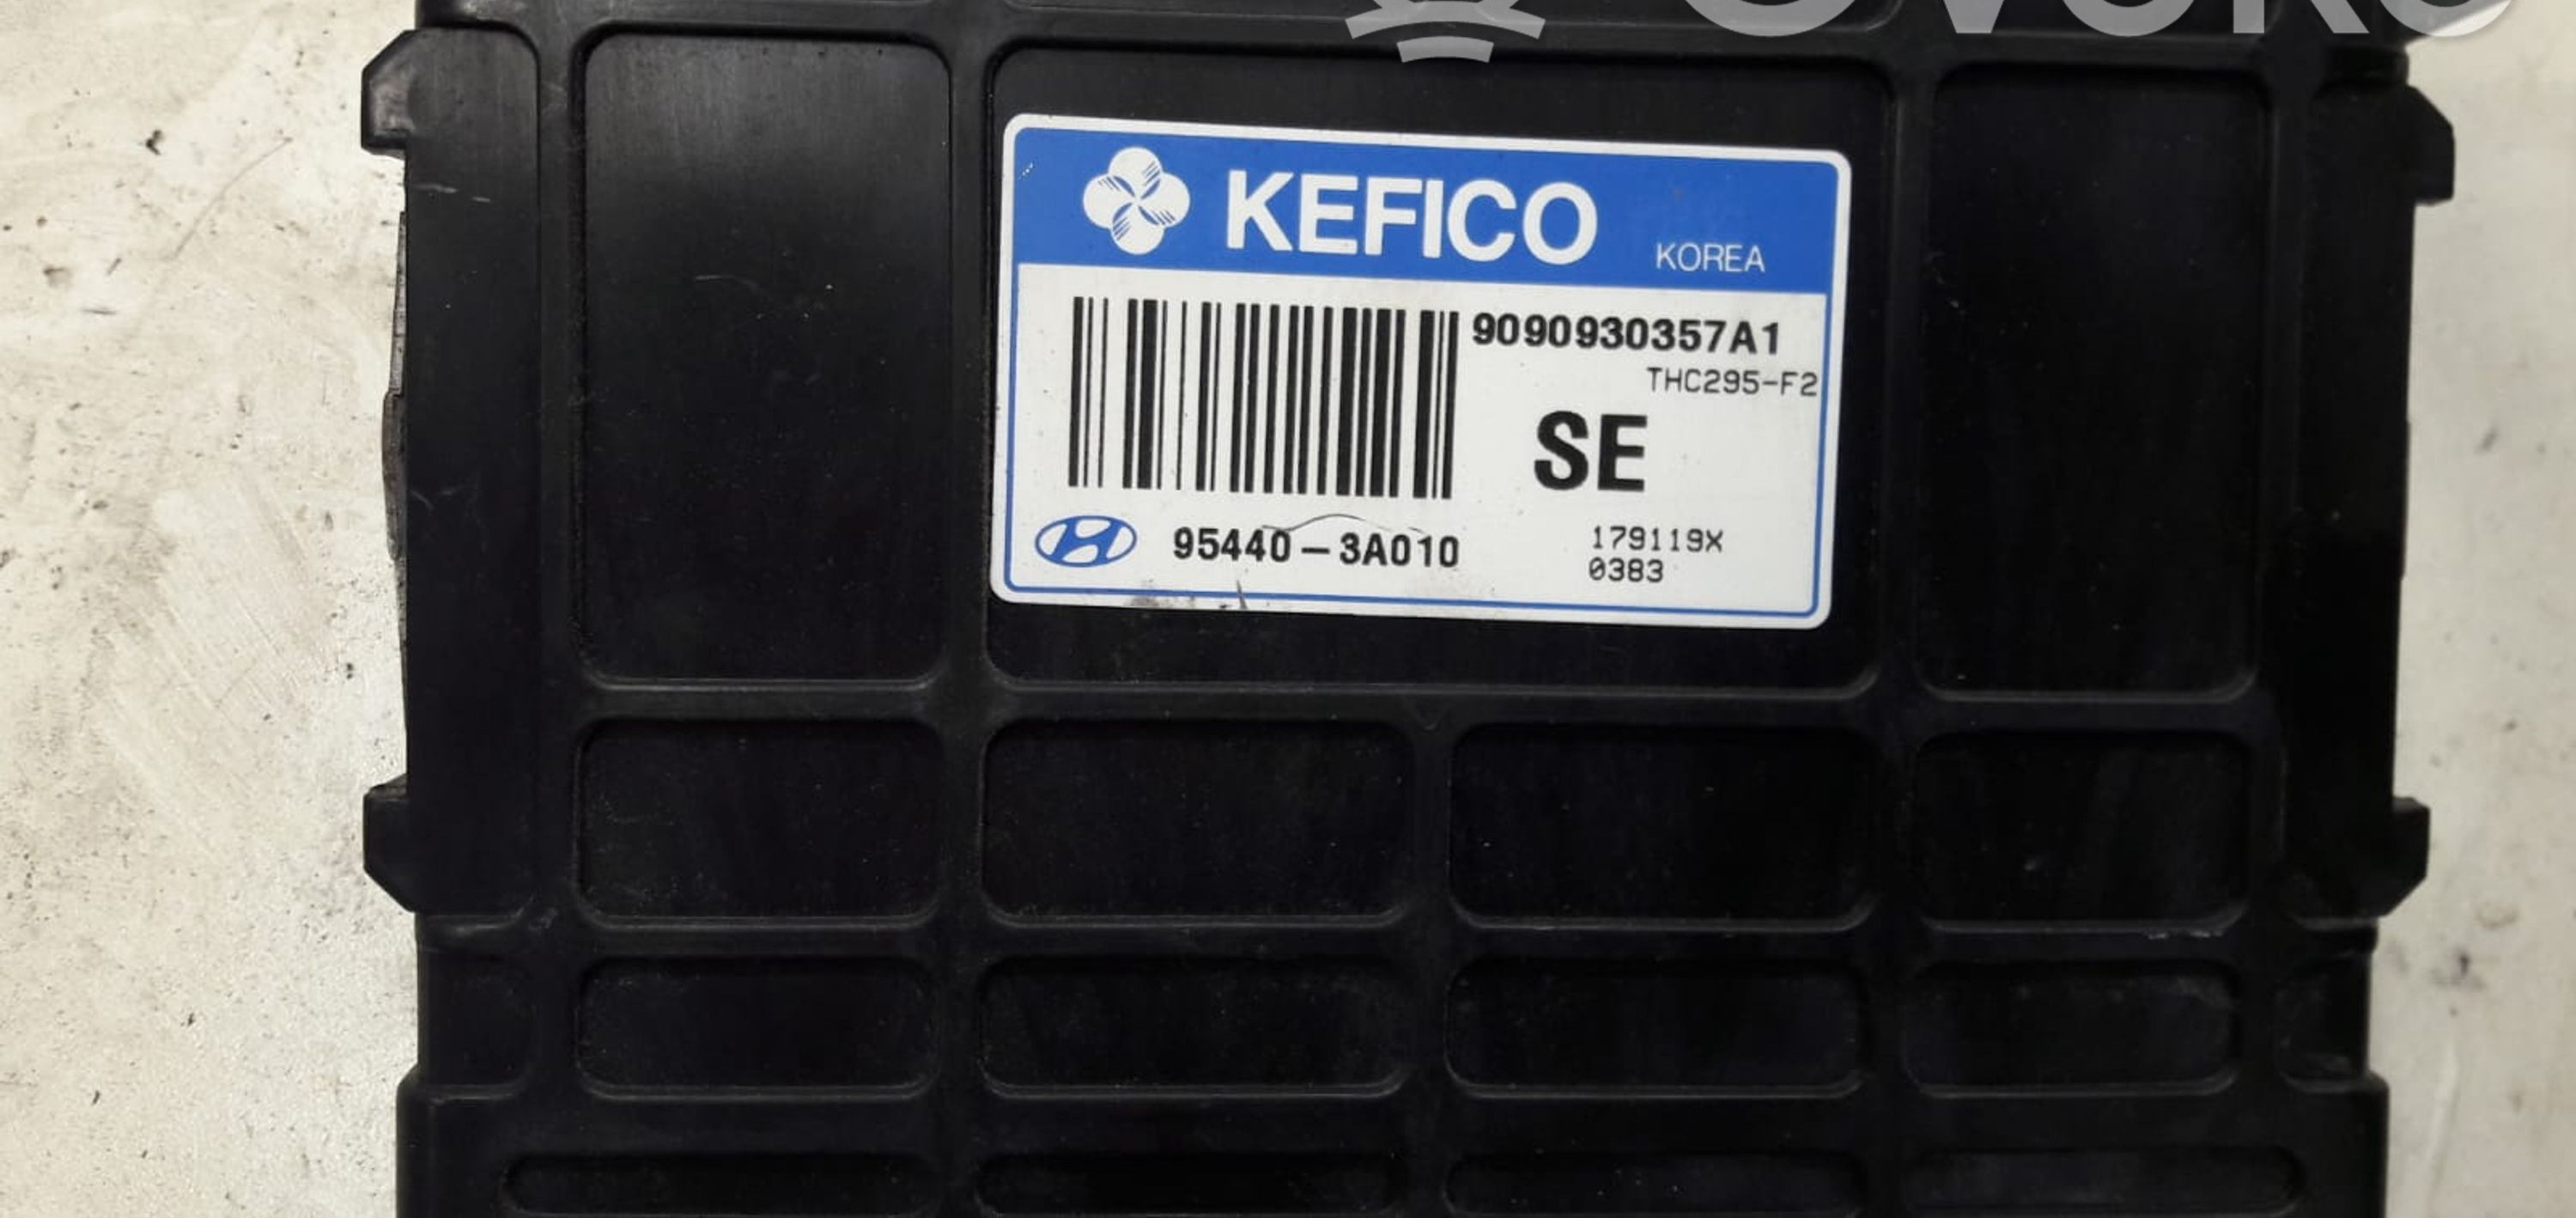 KEFICO
KOREA
9090930357A1
THC295-F2
SE
95440-3A010
179119X
0383